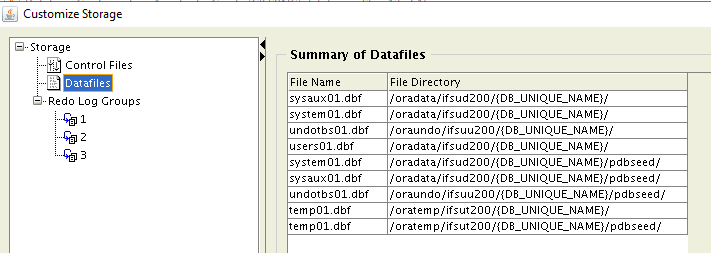 Customize Storage
Storage
Control Files
Datafiles
Redo Log Groups
1
2
3
Summary of Datafiles
File Name File Directory
sysaux01.dbf /oradata/ifsud200/{DB_UNIQUE_NAME}/
system01.dbf /oradata/ifsud200/{DB_UNIQUE_NAME}/
undotbs01.dbf /oraundo/ifsuu200/{DB_UNIQUE_NAME}/
users01.dbf /oradata/ifsud200/{DB_UNIQUE_NAME}/
system01.dbf /oradata/ifsud200/{DB_UNIQUE_NAME}/pdbseed/
sysaux01.dbf /oradata/ifsud200/{DB_UNIQUE_NAME}/pdbseed/
undotbs01.dbf /oraundo/ifsuu200/{DB_UNIQUE_NAME}/pdbseed/
temp01.dbf /oratemp/ifsut200/{DB_UNIQUE_NAME}/
temp01.dbf /oratemp/ifsut200/{DB_UNIQUE_NAME}/pdbseed/